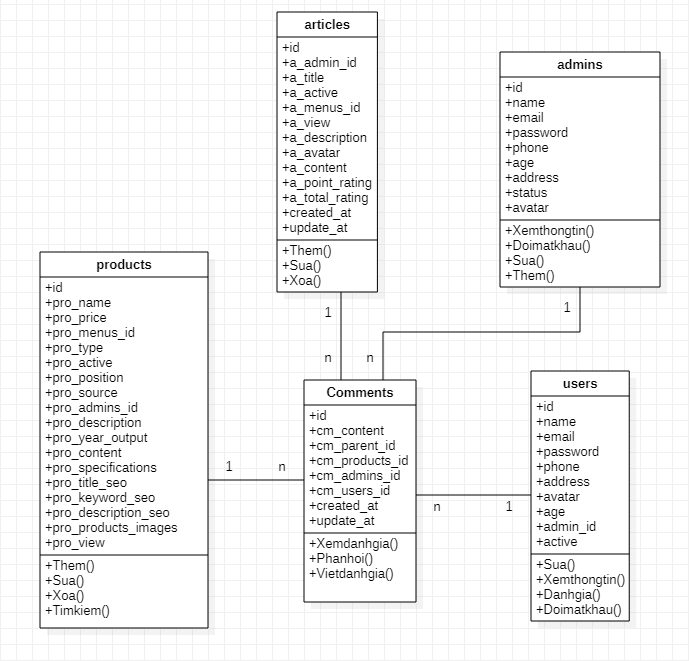 articles
+id
+a_admin_id
+a_title
+a_active
+a_menus_id
+a_view
+a_description
+a_avatar
+a_content
+a_point_rating
+a_total_rating
+created_at
+update_at
+Them()
+Sua()
+Xoa()
admins
+id
+name
+email
+password
+phone
+age
+address
+status
+avatar
+Xemthongtin()
+Doimatkhau()
+Sua()
+Them()
products
+id
+pro_name
+pro_price
+pro_menus_id
+pro_type
+pro_active
+pro_position
+pro_source
+pro_admins_id
+pro_description
+pro_year_output
+pro_content
+pro_specifications
+pro_title_seo
+pro_keyword_seo
+pro_description_seo
+pro_products_images
+pro_view
+Them()
+Sua()
+Xoa()
+Timkiem()
1
n
1
n
1
n
n
1
Comments
+id
+cm_content
+cm_parent_id
+cm_products_id
+cm_admins_id
+cm_users_id
+created_at
+update_at
+Xemdanhgia()
+Phanhoi()
+Vietdanhgia()
users
+id
+name
+email
+password
+phone
+address
+avatar
+age
+admin_id
+active
+Sua()
+Xemthongtin()
+Danhgia()
+Doimatkhau()